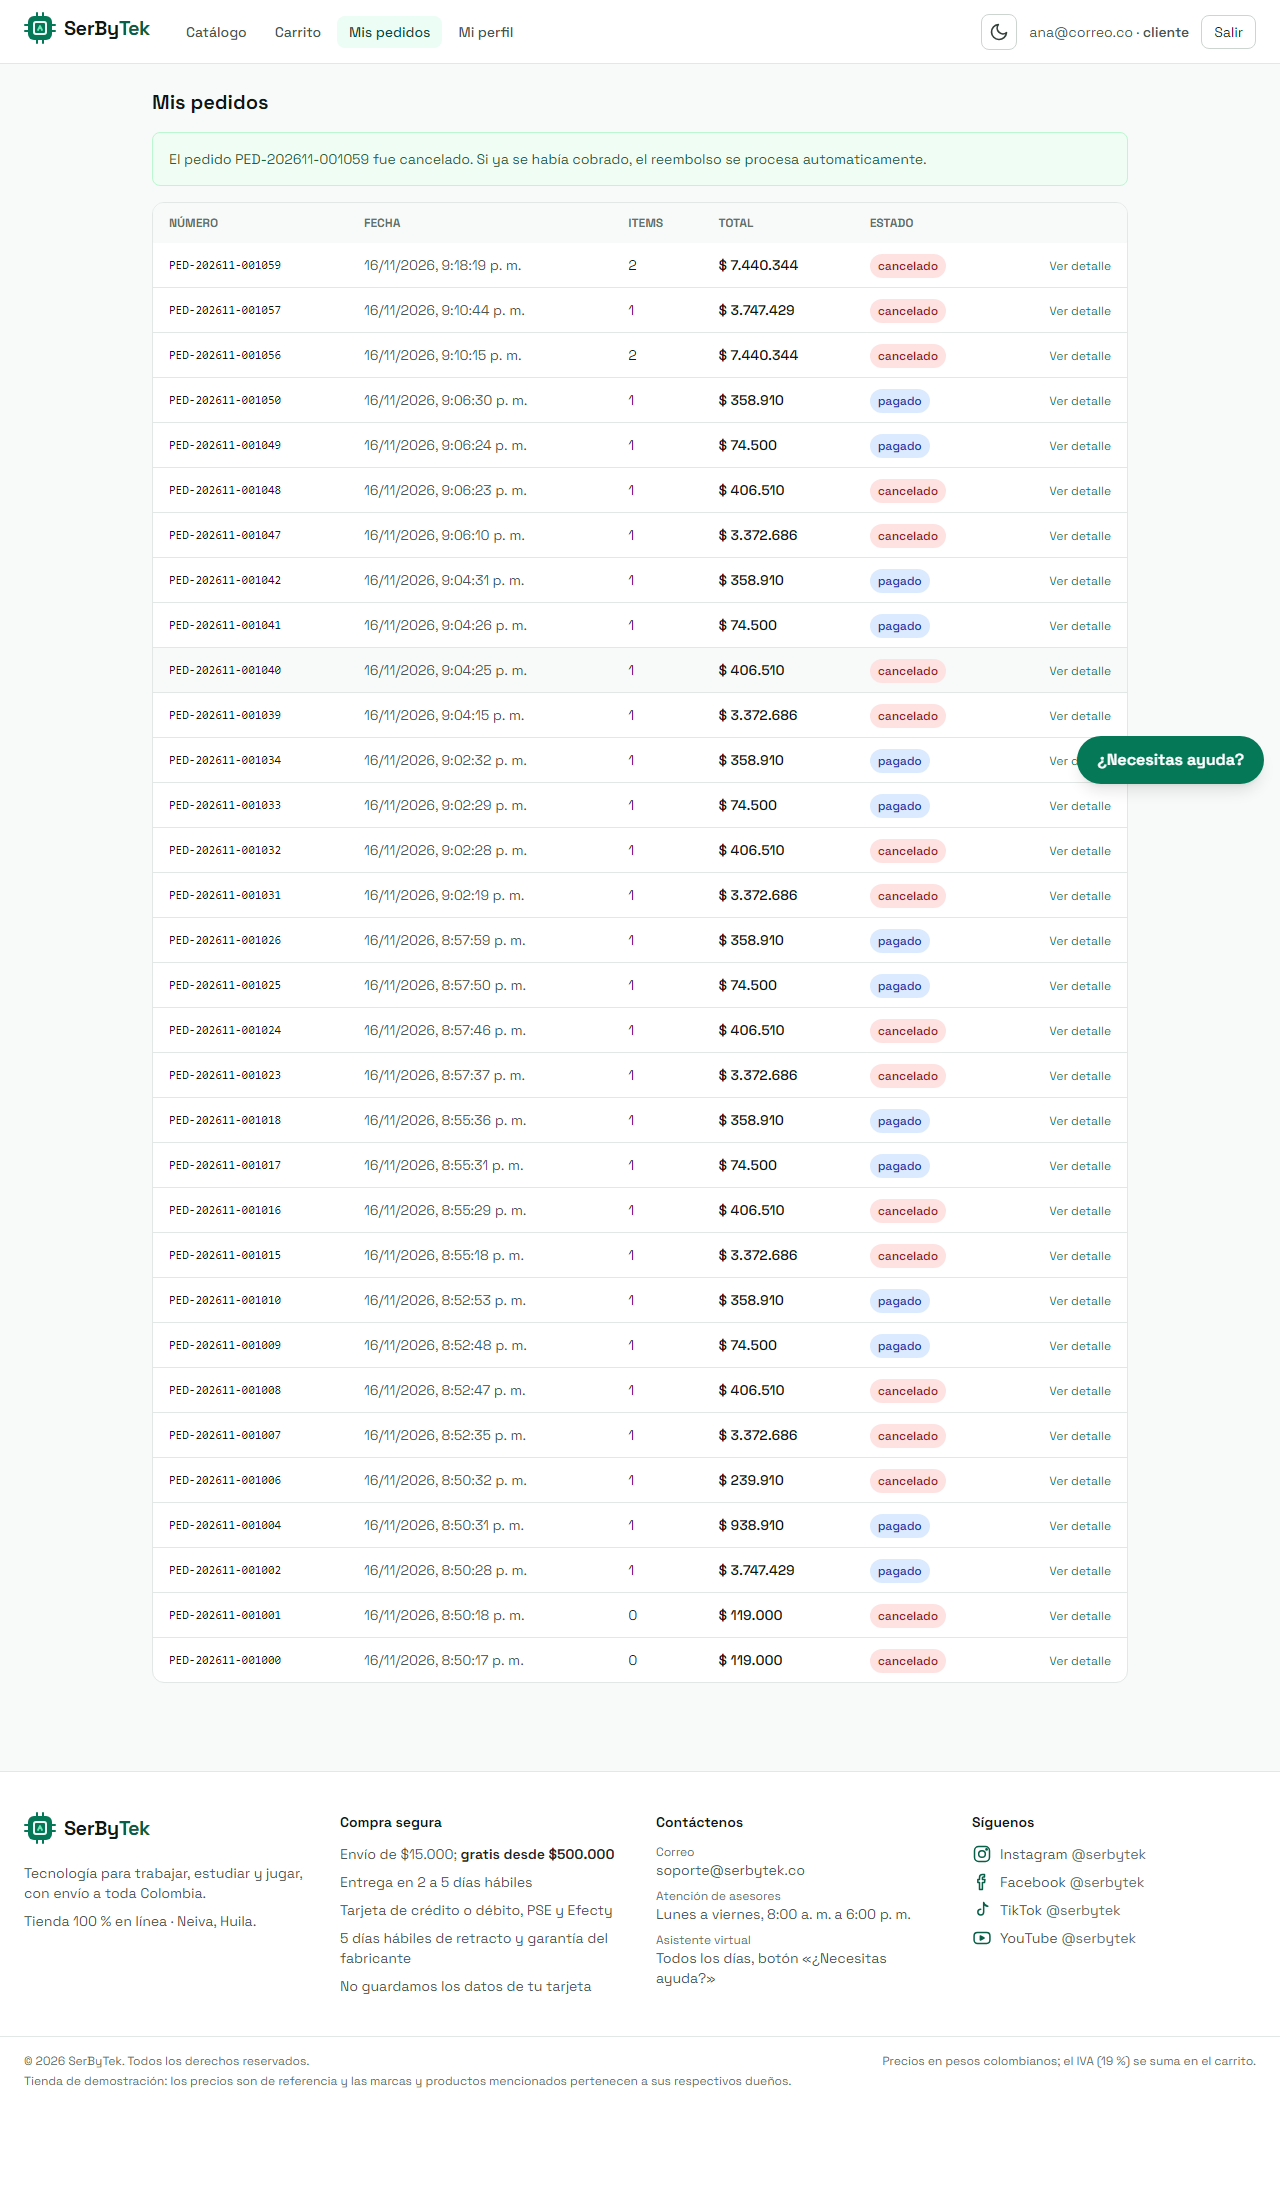 SerByTek
Catálogo Carrito Mis pedidos Mi perfil ana@correo.co · cliente Salir
Mis pedidos
El pedido PED-202611-001059 fue cancelado. Si ya se había cobrado, el reembolso se procesa automaticamente.
NÚMERO FECHA ITEMS TOTAL ESTADO
PED-202611-001059 16/11/2026, 9:18:19 p. m. 2 $ 7.440.344 cancelado Ver detalle
PED-202611-001057 16/11/2026, 9:10:44 p. m. 1 $ 3.747.429 cancelado Ver detalle
PED-202611-001056 16/11/2026, 9:10:15 p. m. 2 $ 7.440.344 cancelado Ver detalle
PED-202611-001050 16/11/2026, 9:06:30 p. m. 1 $ 358.910 pagado Ver detalle
PED-202611-001049 16/11/2026, 9:06:24 p. m. 1 $ 74.500 pagado Ver detalle
PED-202611-001048 16/11/2026, 9:06:23 p. m. 1 $ 406.510 cancelado Ver detalle
PED-202611-001047 16/11/2026, 9:06:10 p. m. 1 $ 3.372.686 cancelado Ver detalle
PED-202611-001042 16/11/2026, 9:04:31 p. m. 1 $ 358.910 pagado Ver detalle
PED-202611-001041 16/11/2026, 9:04:26 p. m. 1 $ 74.500 pagado Ver detalle
PED-202611-001040 16/11/2026, 9:04:25 p. m. 1 $ 406.510 cancelado Ver detalle
PED-202611-001039 16/11/2026, 9:04:15 p. m. 1 $ 3.372.686 cancelado Ver detalle
PED-202611-001034 16/11/2026, 9:02:32 p. m. 1 $ 358.910 pagado Ver
¿Necesitas ayuda?
PED-202611-001033 16/11/2026, 9:02:29 p. m. 1 $ 74.500 pagado Ver detalle
PED-202611-001032 16/11/2026, 9:02:28 p. m. 1 $ 406.510 cancelado Ver detalle
PED-202611-001031 16/11/2026, 9:02:19 p. m. 1 $ 3.372.686 cancelado Ver detalle
PED-202611-001026 16/11/2026, 8:57:59 p. m. 1 $ 358.910 pagado Ver detalle
PED-202611-001025 16/11/2026, 8:57:50 p. m. 1 $ 74.500 pagado Ver detalle
PED-202611-001024 16/11/2026, 8:57:46 p. m. 1 $ 406.510 cancelado Ver detalle
PED-202611-001023 16/11/2026, 8:57:37 p. m. 1 $ 3.372.686 cancelado Ver detalle
PED-202611-001018 16/11/2026, 8:55:36 p. m. 1 $ 358.910 pagado Ver detalle
PED-202611-001017 16/11/2026, 8:55:31 p. m. 1 $ 74.500 pagado Ver detalle
PED-202611-001016 16/11/2026, 8:55:29 p. m. 1 $ 406.510 cancelado Ver detalle
PED-202611-001015 16/11/2026, 8:55:18 p. m. 1 $ 3.372.686 cancelado Ver detalle
PED-202611-001010 16/11/2026, 8:52:53 p. m. 1 $ 358.910 pagado Ver detalle
PED-202611-001009 16/11/2026, 8:52:48 p. m. 1 $ 74.500 pagado Ver detalle
PED-202611-001008 16/11/2026, 8:52:47 p. m. 1 $ 406.510 cancelado Ver detalle
PED-202611-001007 16/11/2026, 8:52:35 p. m. 1 $ 3.372.686 cancelado Ver detalle
PED-202611-001006 16/11/2026, 8:50:32 p. m. 1 $ 239.910 cancelado Ver detalle
PED-202611-001004 16/11/2026, 8:50:31 p. m. 1 $ 938.910 pagado Ver detalle
PED-202611-001002 16/11/2026, 8:50:28 p. m. 1 $ 3.747.429 pagado Ver detalle
PED-202611-001001 16/11/2026, 8:50:18 p. m. 0 $ 119.000 cancelado Ver detalle
PED-202611-001000 16/11/2026, 8:50:17 p. m. 0 $ 119.000 cancelado Ver detalle
SerByTek
Tecnología para trabajar, estudiar y jugar,
con envío a toda Colombia.
Tienda 100 % en línea · Neiva, Huila.
Compra segura
Envío de $15.000; gratis desde $500.000
Entrega en 2 a 5 días hábiles
Tarjeta de crédito o débito, PSE y Efecty
5 días hábiles de retracto y garantía del
fabricante
No guardamos los datos de tu tarjeta
Contáctenos
Correo
soporte@serbytek.co
Atención de asesores
Lunes a viernes, 8:00 a. m. a 6:00 p. m.
Asistente virtual
Todos los días, botón «¿Necesitas
ayuda?»
Síguenos
Instagram @serbytek
Facebook @serbytek
TikTok @serbytek
YouTube @serbytek
© 2026 SerByTek. Todos los derechos reservados.
Precios en pesos colombianos; el IVA (19 %) se suma en el carrito.
Tienda de demostración: los precios son de referencia y las marcas y productos mencionados pertenecen a sus respectivos dueños.